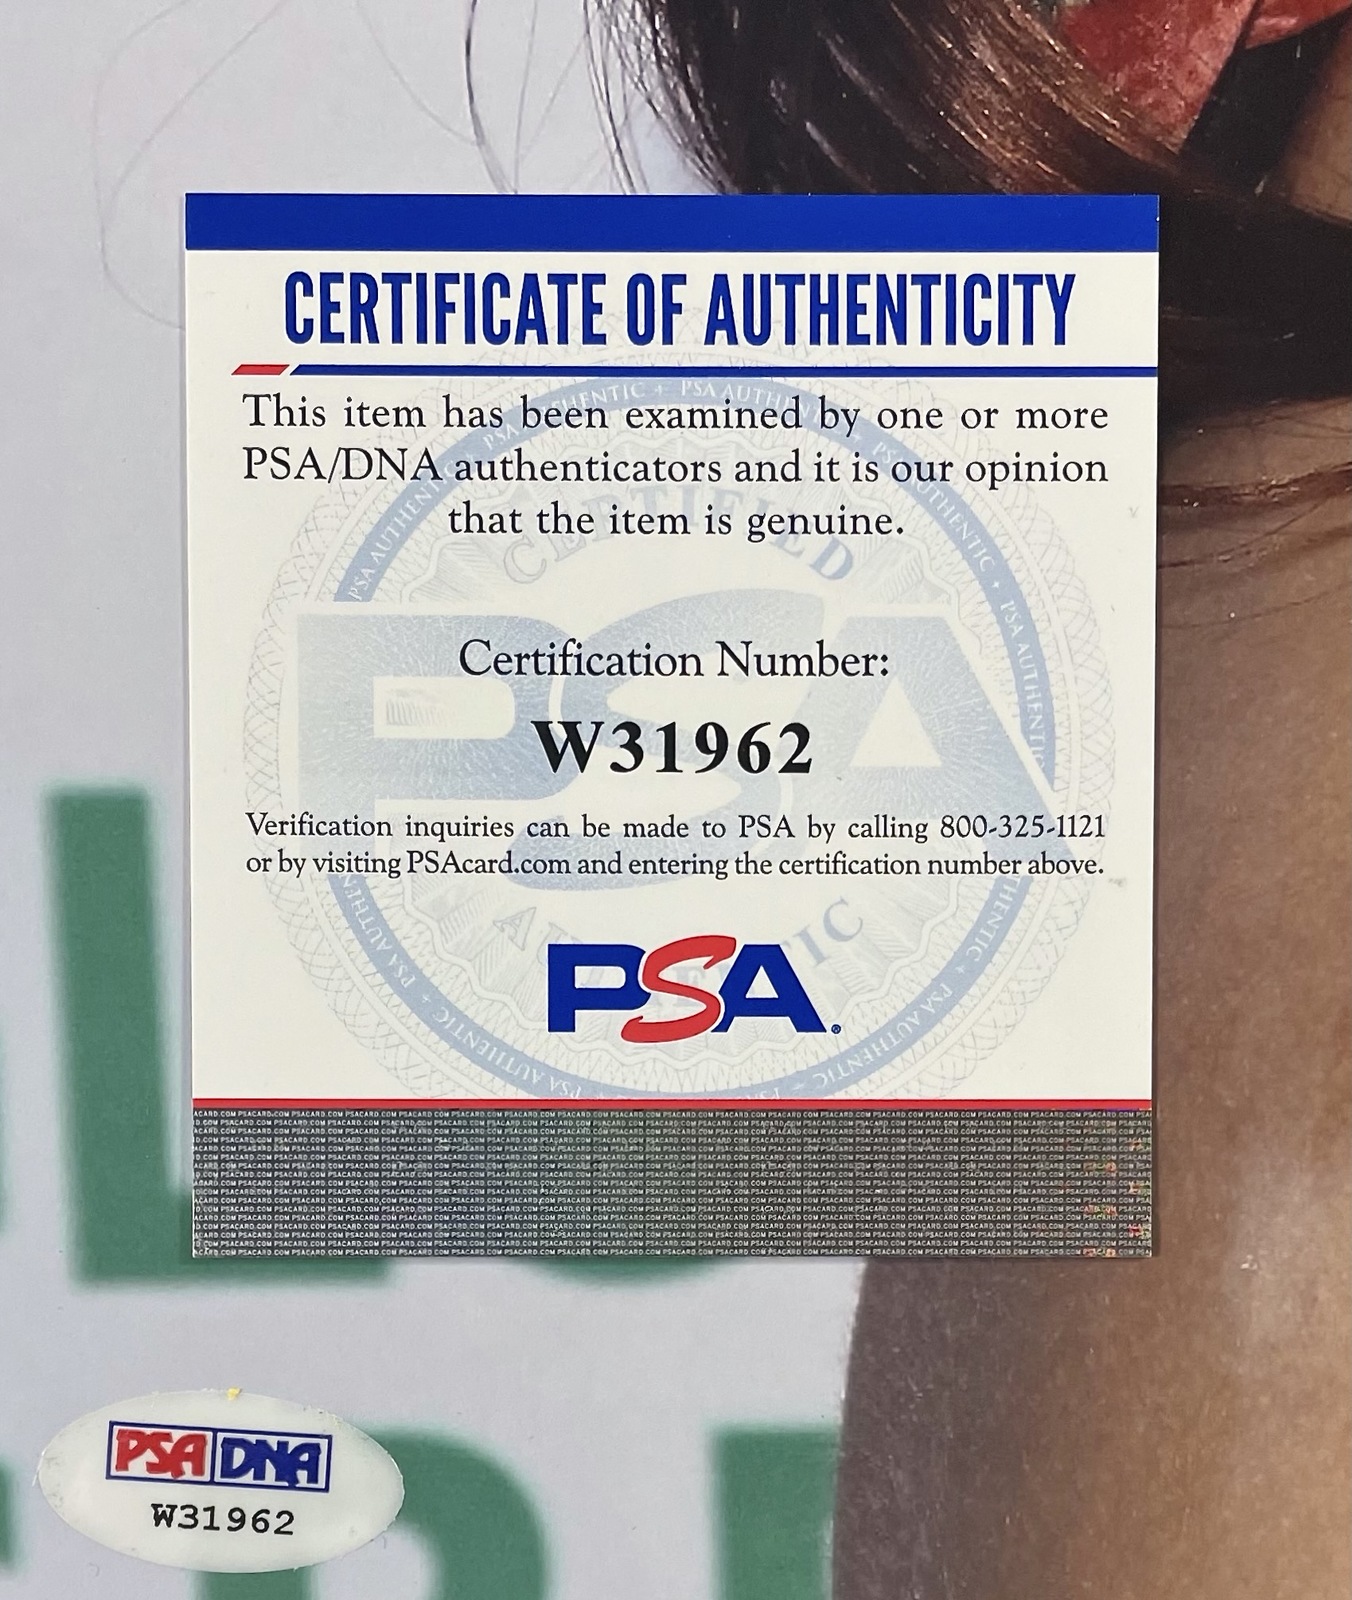 CERTIFICATE OF AUTHENTICITY
This item has been examined by one or more
PSA/DNA authenticators and it is our opinion
that the item is genuine.
CERTIFIED
Certification Number:
W31962
Verification inquiries can be made to PSA by calling 800-325-1121
or by visiting PSAcard.com and entering the certification number above.
AUTHENTIC
PSA®
PSA DNA
W31962